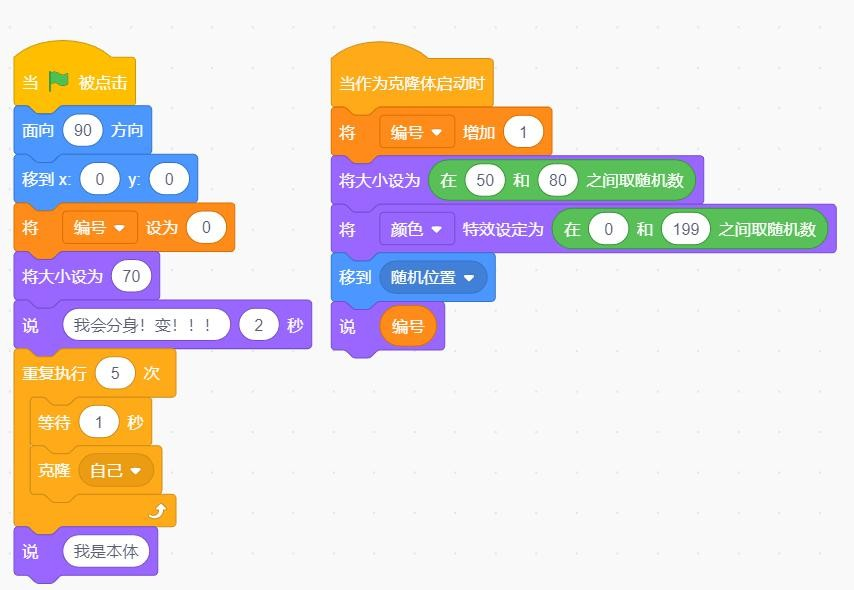 当 被点击
面向 90 方向
移到 x: 0 y: 0
将 编号 设为 0
将大小设为 70
说 我会分身！变！！！ 2 秒
重复执行 5 次
等待 1 秒
克隆 自己
说 我是本体
当作为克隆体启动时
将 编号 增加 1
将大小设为 在 50 和 80 之间取随机数
将 颜色 特效设定为 在 0 和 199 之间取随机数
移到 随机位置
说 编号